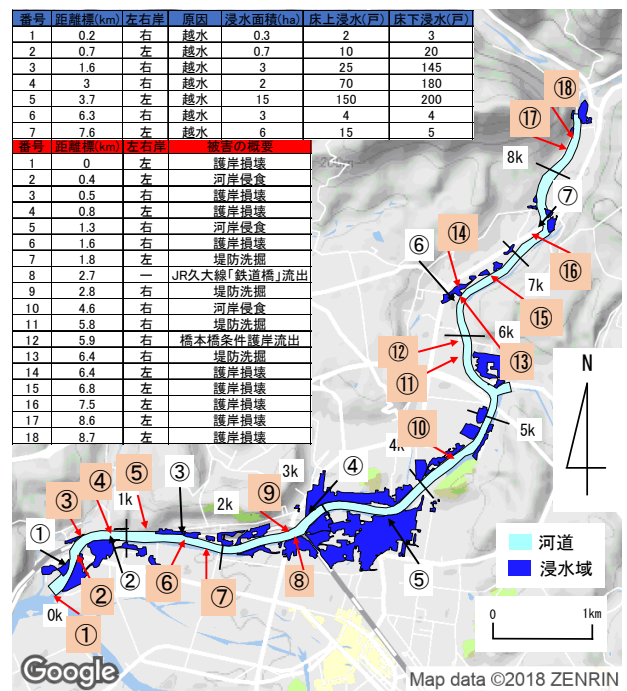 番号 距離標(km) 左右岸 原因 浸水面積(ha) 床上浸水(戸) 床下浸水(戸)
1 0.2 右 越水 0.3 2 3
2 0.7 左 越水 0.7 10 20
3 1.6 右 越水 3 25 145
4 3 右 越水 2 70 180
5 3.7 左 越水 15 150 200
6 6.3 右 越水 3 4 4
7 7.6 左 越水 6 15 5
番号 距離標(km) 左右岸 被害の概要
1 0 左 護岸損壊
2 0.4 左 河岸侵食
3 0.5 右 護岸損壊
4 0.8 左 護岸損壊
5 1.3 右 河岸侵食
6 1.6 右 護岸損壊
7 1.8 左 堤防洗掘
8 2.7 ― JR久大線「鉄道橋」流出
9 2.8 右 堤防洗掘
10 4.6 右 河岸侵食
11 5.8 右 堤防洗掘
12 5.9 右 橋本橋条件護岸流出
13 6.4 右 堤防洗掘
14 6.4 左 護岸損壊
15 6.8 左 護岸損壊
16 7.5 左 護岸損壊
17 8.6 左 護岸損壊
18 8.7 左 護岸損壊
⑱
⑰
8k
⑦
⑭
⑥
⑯
7k
⑮
6k
⑫
⑬
⑪
N
⑩
5k
4k
3k
④
⑤
③
2k
⑨
④
③
1k
①
②
⑥
⑦
⑧
⑤
②
0k
①
河道
浸水域
0 1km
Google
Map data ©2018 ZENRIN